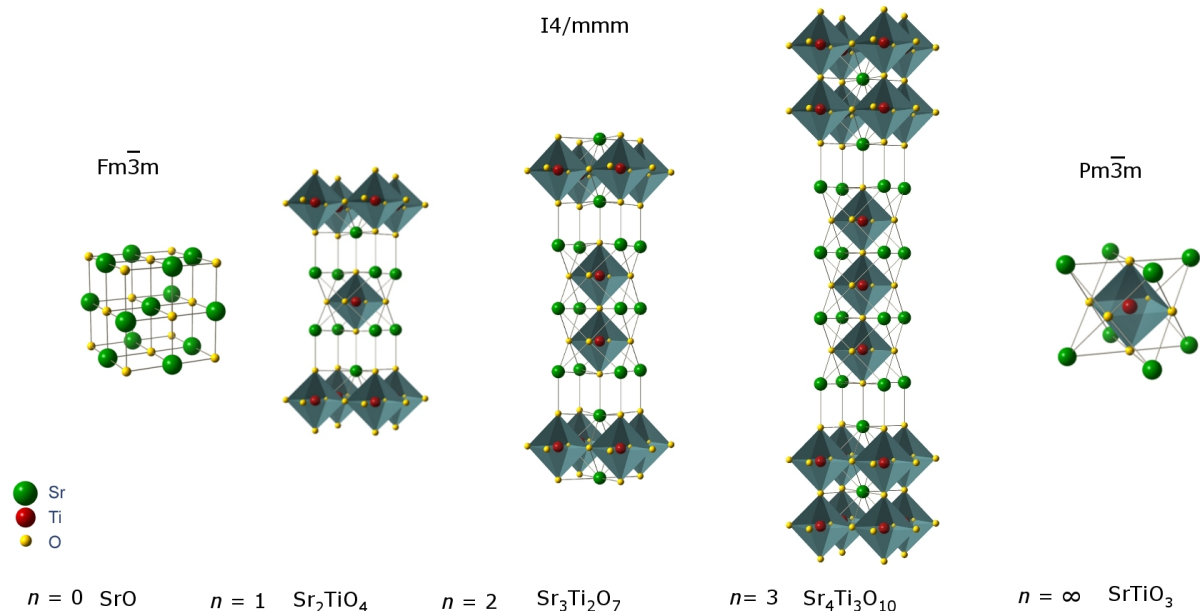 I4/mmm
Fm3̅m
Pm3̅m
Sr
Ti
O
n = 0 SrO n = 1 Sr₂TiO₄ n = 2 Sr₃Ti₂O₇ n= 3 Sr₄Ti₃O₁₀ n = ∞ SrTiO₃